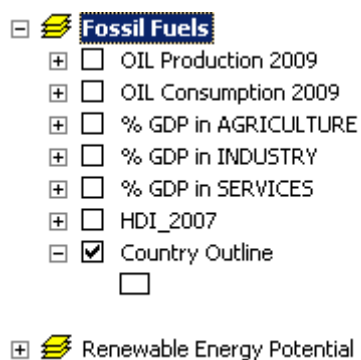 Fossil Fuels
OIL Production 2009
OIL Consumption 2009
% GDP in AGRICULTURE
% GDP in INDUSTRY
% GDP in SERVICES
HDI_2007
Country Outline
Renewable Energy Potential